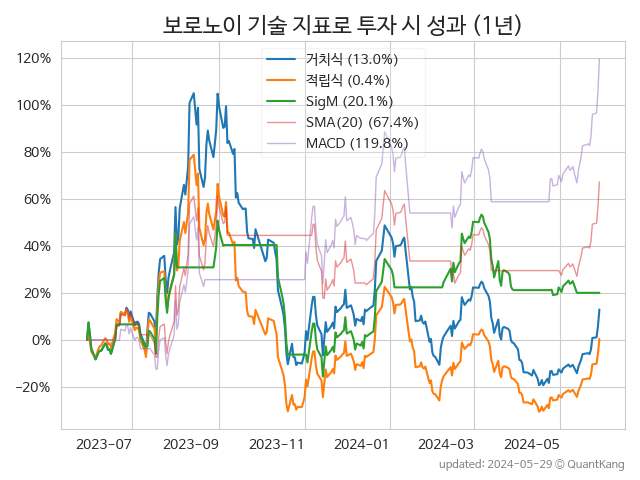 보로노이 기술 지표로 투자 시 성과 (1년)
거치식 (13.0%)
적립식 (0.4%)
SigM (20.1%)
SMA(20) (67.4%)
MACD (119.8%)
120%
100%
80%
60%
40%
20%
0%
−20%
2023-07
2023-09
2023-11
2024-01
2024-03
2024-05
updated: 2024-05-29 © QuantKang